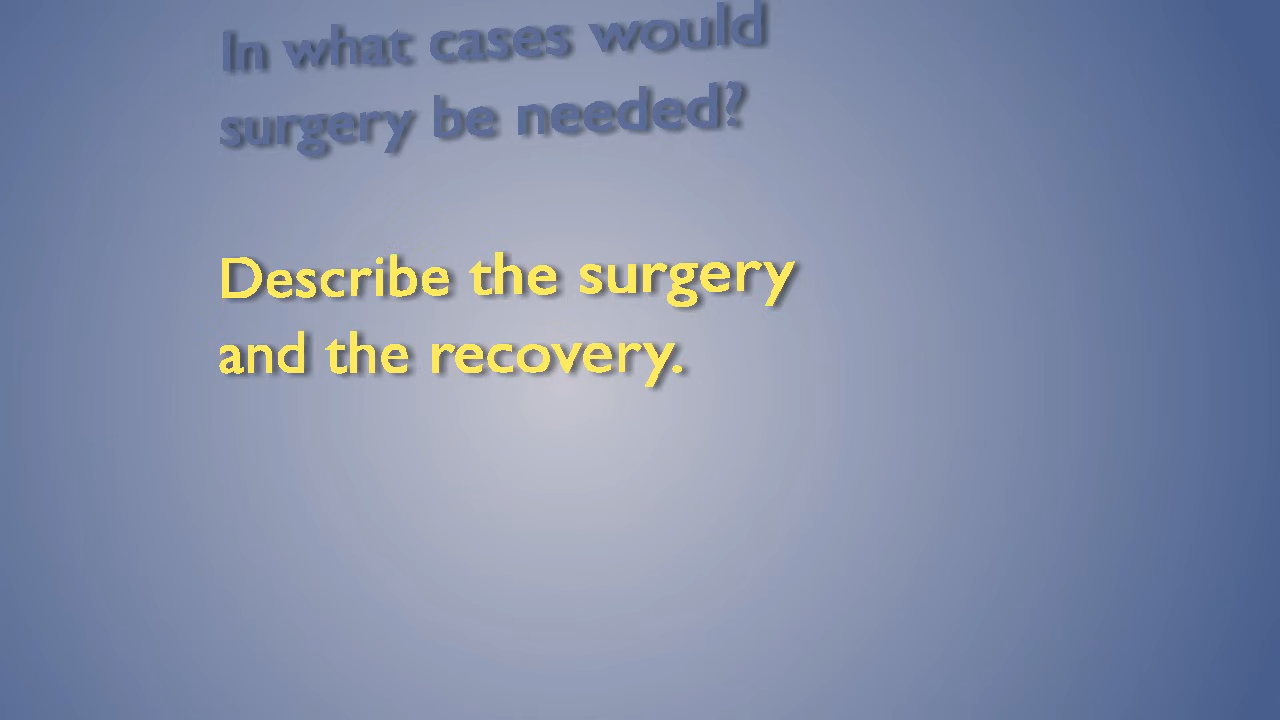 In what cases would
surgery be needed?
Describe the surgery
and the recovery.